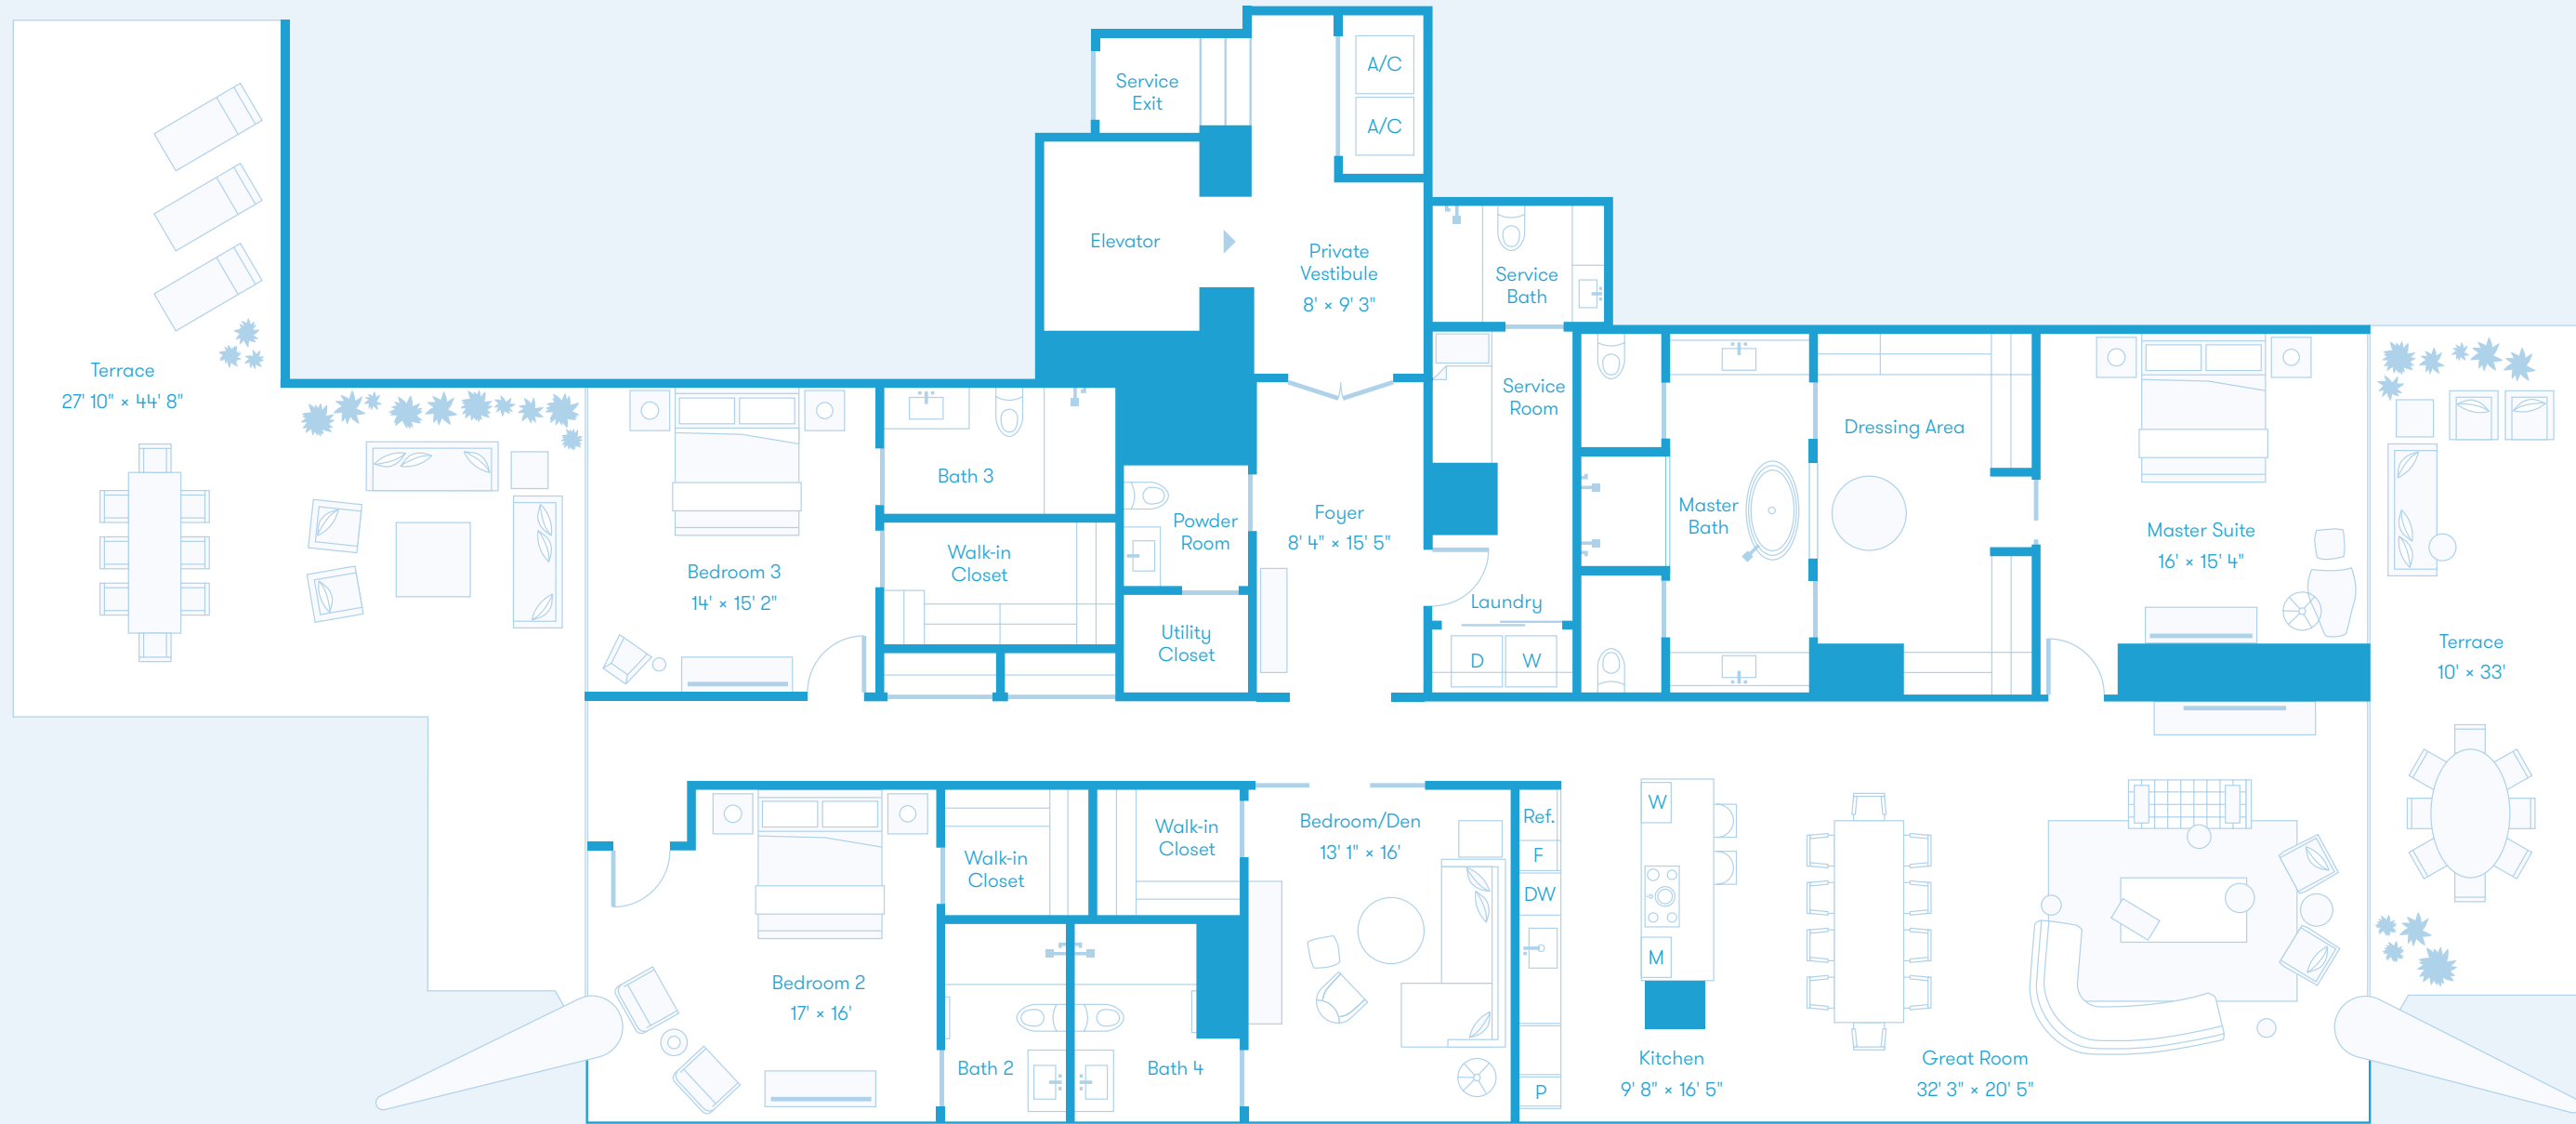 Service
Exit
A/C
A/C
Elevator
Private
Vestibule
8' × 9' 3"
Service
Bath
Terrace
27' 10" × 44' 8"
Service
Room
Dressing Area
Bath 3
Walk-in
Closet
Powder
Room
Foyer
8' 4" × 15' 5"
Master
Bath
Master Suite
16' × 15' 4"
Bedroom 3
14' × 15' 2"
Utility
Closet
Laundry
D
W
Terrace
10' × 33'
Walk-in
Closet
Walk-in
Closet
Bedroom/Den
13' 1" × 16'
Ref.
F
DW
P
W
M
Bedroom 2
17' × 16'
Bath 2
Bath 4
Kitchen
9' 8" × 16' 5"
Great Room
32' 3" × 20' 5"